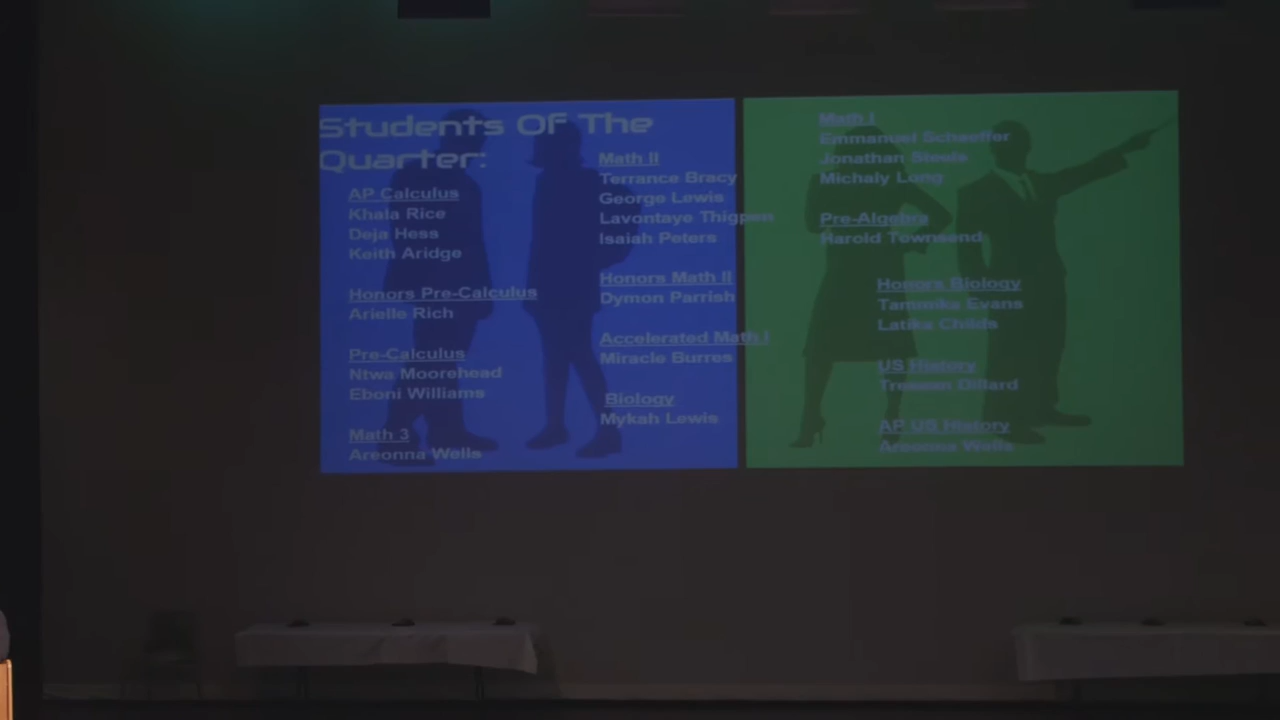 Students Of The
Quarter:
AP Calculus
Khala Rice
Deja Hess
Keith Aridge
Honors Pre-Calculus
Arielle Rich
Pre-Calculus
Ntwa Moorehead
Eboni Williams
Math 3
Areonna Wells
Math II
Terrance Bracy
George Lewis
Lavontaye Thigpen
Isaiah Peters
Honors Math II
Dymon Parrish
Accelerated Math I
Miracle Burres
Biology
Mykah Lewis
Math I
Emmanuel Schaeffer
Jonathan Steele
Michaly Long
Pre-Algebra
Harold Townsend
Honors Biology
Tammika Evans
Latika Childs
US History
Dillard
AP US History
Areonna Wells